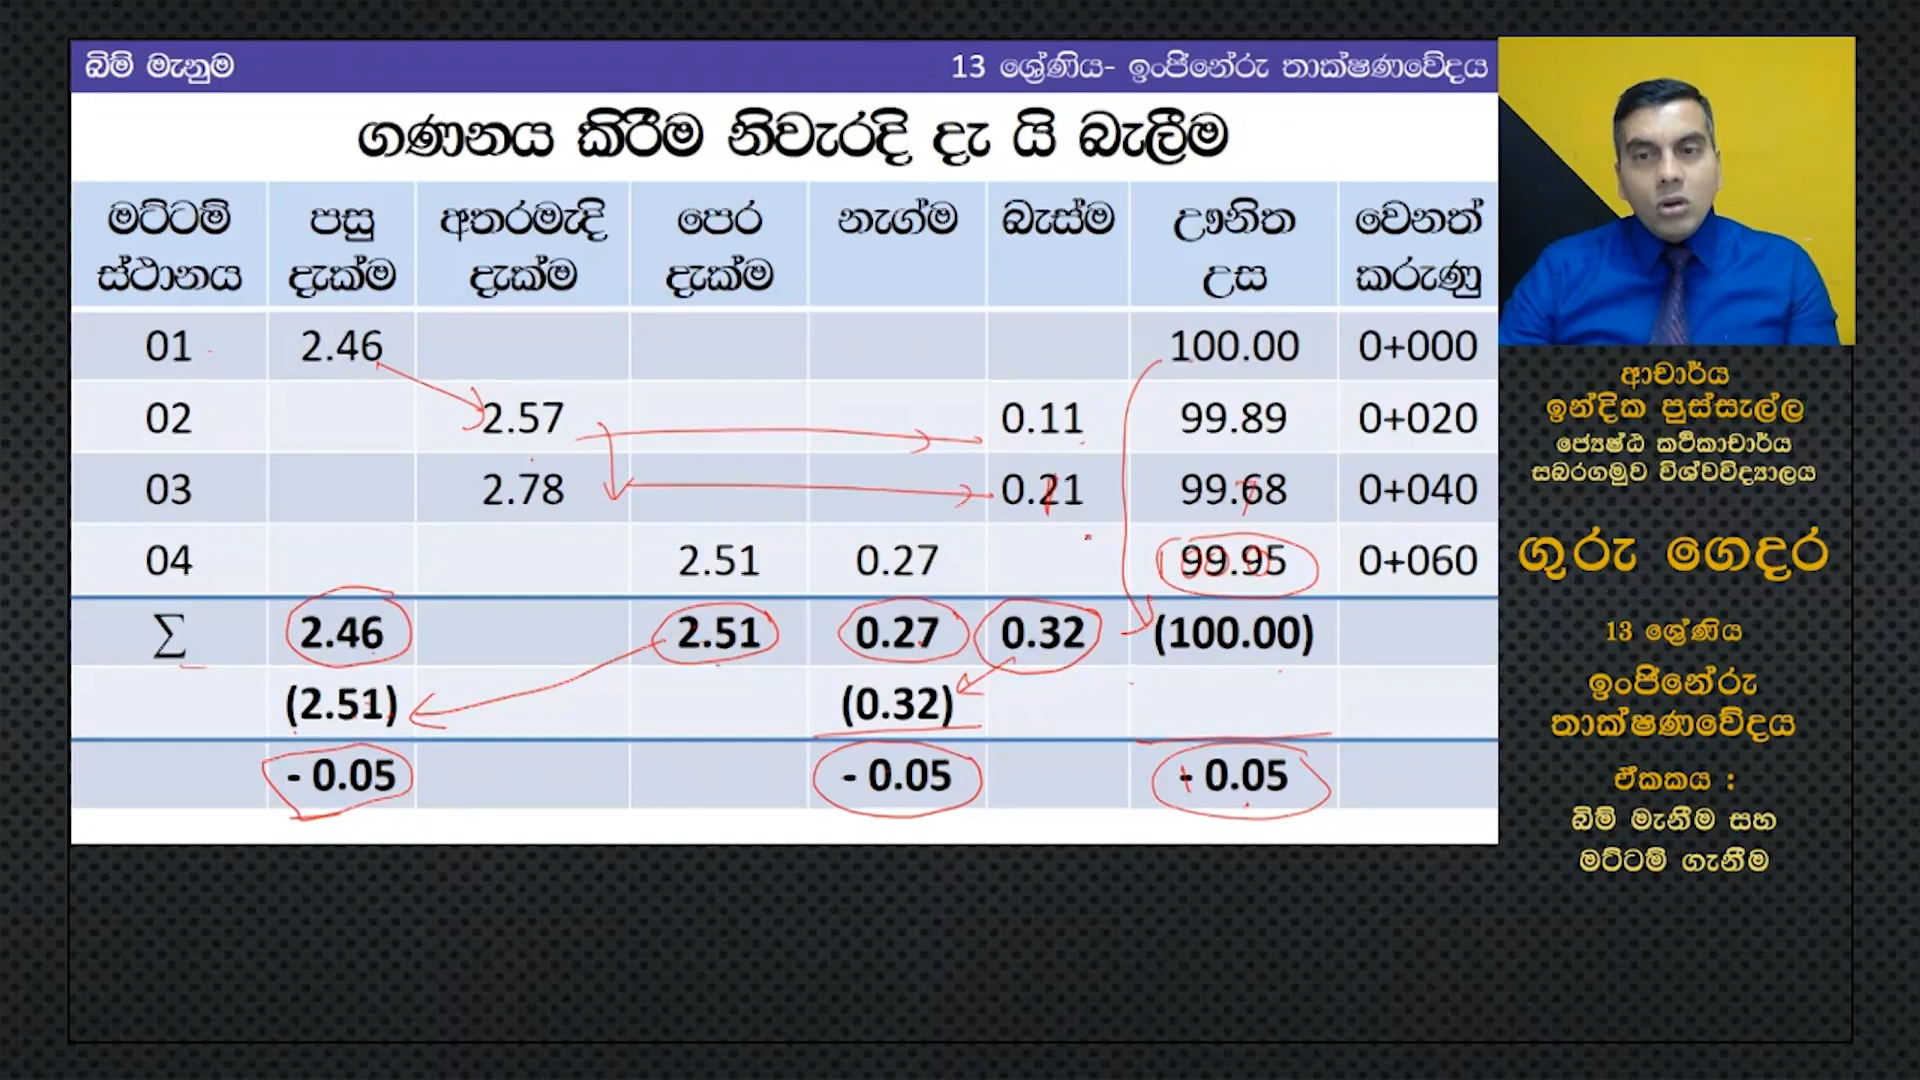 බිම් මැනුම
13 ශ්‍රේණිය- ඉංජිනේරු තාක්ෂණවේදය
ගණනය කිරීම නිවැරදි දැ යි බැලීම
මට්ටම් ස්ථානය පසු දැක්ම අතරමැදි දැක්ම පෙර දැක්ම නැග්ම බැස්ම ඌනිත උස වෙනත් කරුණු
01 2.46 100.00 0+000
02 2.57 0.11 99.89 0+020
03 2.78 0.21 99.68 0+040
04 2.51 0.27 99.95 0+060
∑ 2.46 2.51 0.27 0.32 (100.00)
(2.51) (0.32)
- 0.05 - 0.05 - 0.05
ආචාර්ය
ඉන්දික පුස්සැල්ල
ජ්‍යෙෂ්ඨ කථිකාචාර්ය
සබරගමුව විශ්වවිද්‍යාලය
ගුරු ගෙදර
13 ශ්‍රේණිය
ඉංජිනේරු
තාක්ෂණවේදය
ඒකකය :
බිම් මැනීම සහ
මට්ටම් ගැනීම